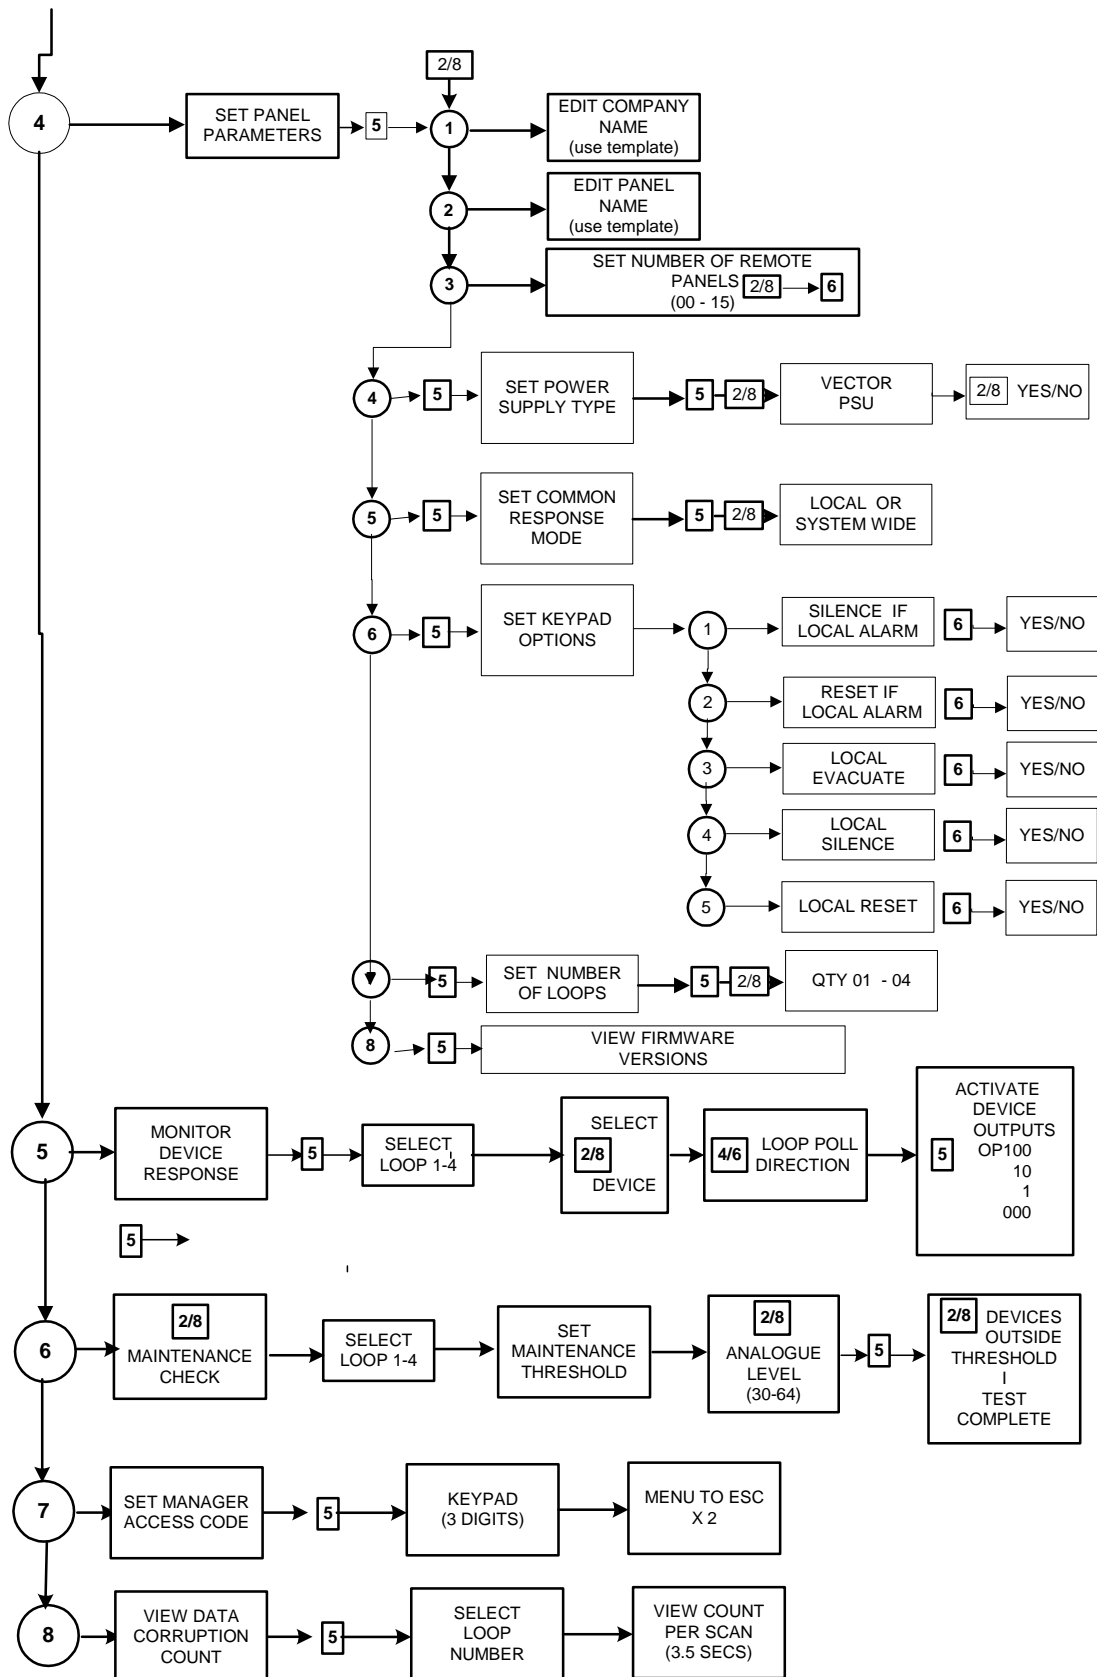 2/8
4
SET PANEL
PARAMETERS
5
1
EDIT COMPANY
NAME
(use template)
2
EDIT PANEL
NAME
(use template)
3
SET NUMBER OF REMOTE
PANELS
(00 - 15)
2/8
6
4
5
SET POWER
SUPPLY TYPE
5
2/8
VECTOR
PSU
2/8
YES/NO
5
5
SET COMMON
RESPONSE
MODE
5
2/8
LOCAL OR
SYSTEM WIDE
6
5
SET KEYPAD
OPTIONS
1
SILENCE IF
LOCAL ALARM
6
YES/NO
2
RESET IF
LOCAL ALARM
6
YES/NO
3
LOCAL
EVACUATE
6
YES/NO
4
LOCAL
SILENCE
6
YES/NO
5
LOCAL RESET
6
YES/NO
5
SET NUMBER
OF LOOPS
5
2/8
QTY 01 - 04
8
5
VIEW FIRMWARE
VERSIONS
5
MONITOR
DEVICE
RESPONSE
5
SELECT
LOOP 1-4
SELECT
2/8
DEVICE
4/6
LOOP POLL
DIRECTION
ACTIVATE
DEVICE
OUTPUTS
5
OP100
10
1
000
5
6
2/8
MAINTENANCE
CHECK
SELECT
LOOP 1-4
SET
MAINTENANCE
THRESHOLD
2/8
ANALOGUE
LEVEL
(30-64)
5
2/8
DEVICES
OUTSIDE
THRESHOLD
I
TEST
COMPLETE
7
SET MANAGER
ACCESS CODE
5
KEYPAD
(3 DIGITS)
MENU TO ESC
X 2
8
VIEW DATA
CORRUPTION
COUNT
5
SELECT
LOOP
NUMBER
VIEW COUNT
PER SCAN
(3.5 SECS)